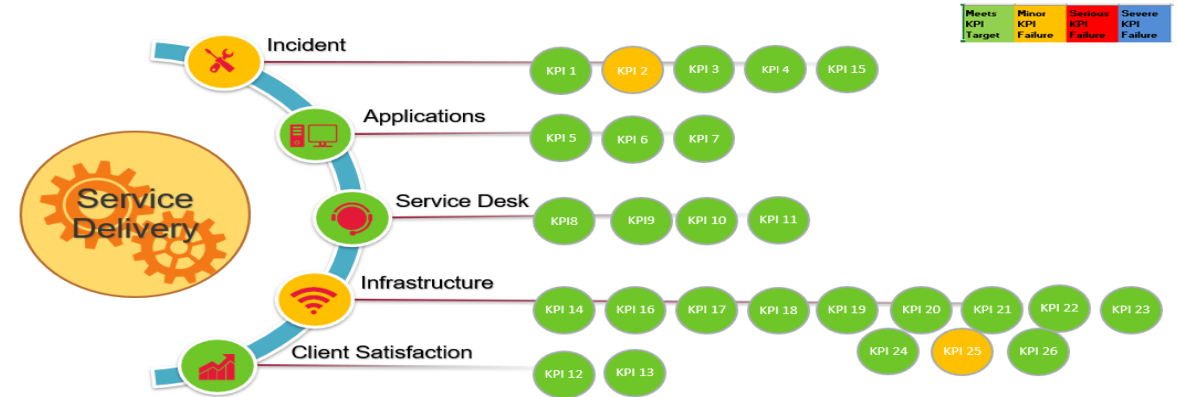 Meets KPI Target
Minor KPI Failure
Serious KPI Failure
Severe KPI Failure
Incident
KPI 1 KPI 2 KPI 3 KPI 4 KPI 15
Applications
KPI 5 KPI 6 KPI 7
Service Delivery
Service Desk
KPI8 KPI9 KPI 10 KPI 11
Infrastructure
KPI 14 KPI 16 KPI 17 KPI 18 KPI 19 KPI 20 KPI 21 KPI 22 KPI 23
KPI 24 KPI 25 KPI 26
Client Satisfaction
KPI 12 KPI 13